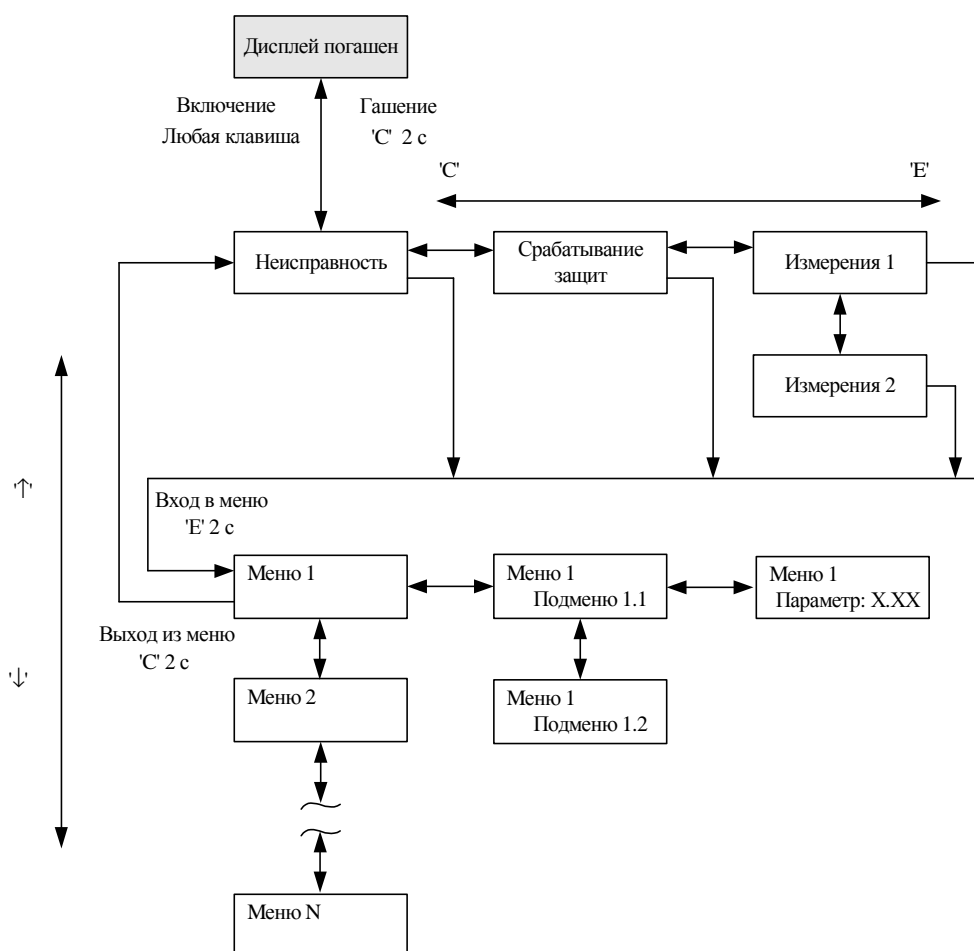 Дисплей погашен
Включение
Любая клавиша
Гашение
'С' 2 с
'С'
'Е'
Неисправность
Срабатывание
защит
Измерения 1
Измерения 2
'↑'
Вход в меню
'Е' 2 с
Меню 1
Меню 1
Подменю 1.1
Меню 1
Параметр: X.XX
Выход из меню
'С' 2 с
'↓'
Меню 2
Меню 1
Подменю 1.2
Меню N